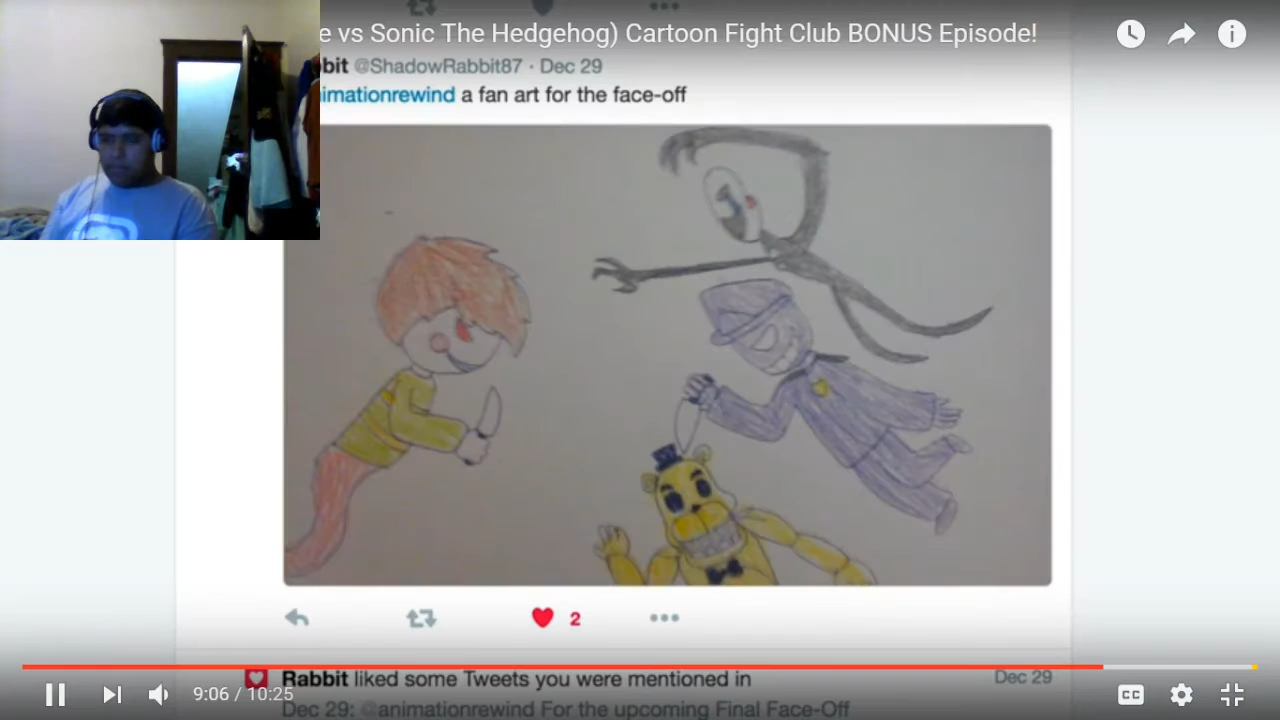 e vs Sonic The Hedgehog) Cartoon Fight Club BONUS Episode!
bit @ShadowRabbit87 · Dec 29
imationrewind a fan art for the face-off
2
Rabbit liked some Tweets you were mentioned in
Dec 29
Dec 29: @animationrewind For the upcoming Final Face-Off
9:06 / 10:25
CC